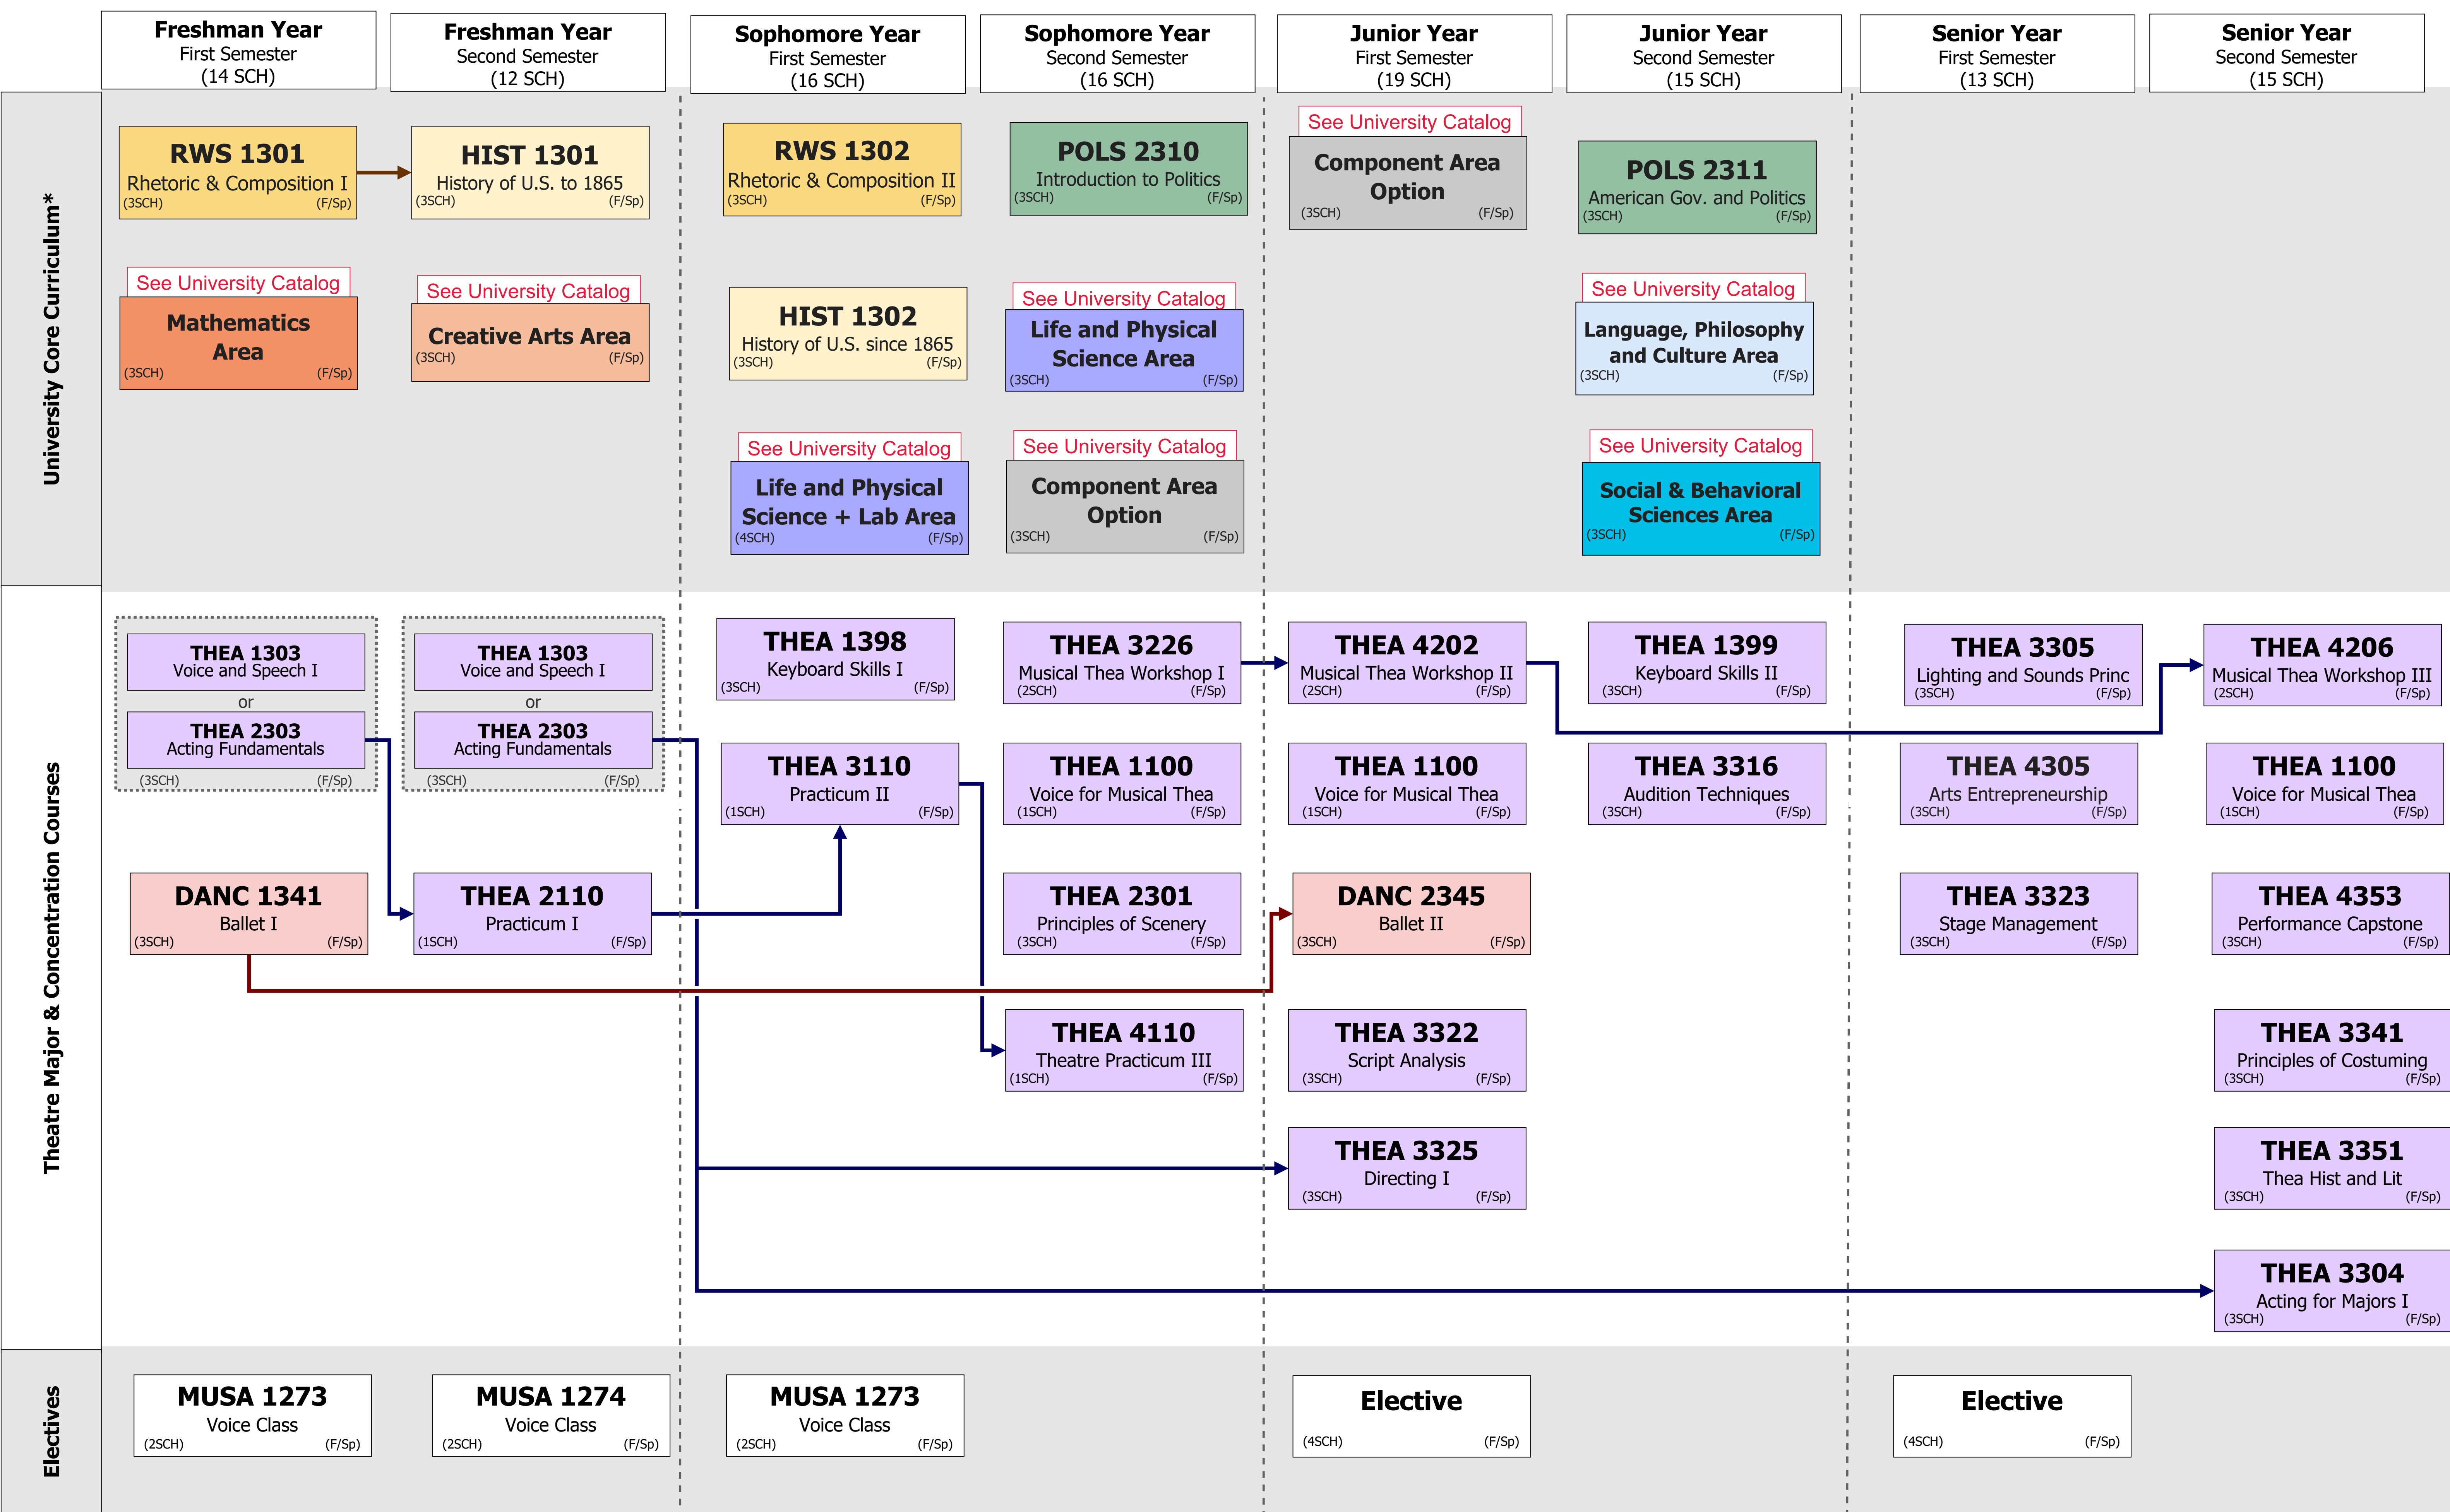 Freshman Year
First Semester
(14 SCH)
Freshman Year
Second Semester
(12 SCH)
Sophomore Year
First Semester
(16 SCH)
Sophomore Year
Second Semester
(16 SCH)
Junior Year
First Semester
(19 SCH)
Junior Year
Second Semester
(15 SCH)
Senior Year
First Semester
(13 SCH)
Senior Year
Second Semester
(15 SCH)
University Core Curriculum*
RWS 1301
Rhetoric & Composition I
(3SCH) (F/Sp)
HIST 1301
History of U.S. to 1865
(3SCH) (F/Sp)
RWS 1302
Rhetoric & Composition II
(3SCH) (F/Sp)
POLS 2310
Introduction to Politics
(3SCH) (F/Sp)
See University Catalog
Component Area
Option
(3SCH) (F/Sp)
POLS 2311
American Gov. and Politics
(3SCH) (F/Sp)
See University Catalog
Mathematics
Area
(3SCH) (F/Sp)
See University Catalog
Creative Arts Area
(3SCH) (F/Sp)
HIST 1302
History of U.S. since 1865
(3SCH) (F/Sp)
See University Catalog
Life and Physical
Science Area
(3SCH) (F/Sp)
See University Catalog
Language, Philosophy
and Culture Area
(3SCH) (F/Sp)
See University Catalog
Life and Physical
Science + Lab Area
(4SCH) (F/Sp)
See University Catalog
Component Area
Option
(3SCH) (F/Sp)
See University Catalog
Social & Behavioral
Sciences Area
(3SCH) (F/Sp)
Theatre Major & Concentration Courses
THEA 1303
Voice and Speech I
or
THEA 2303
Acting Fundamentals
(3SCH) (F/Sp)
THEA 1303
Voice and Speech I
or
THEA 2303
Acting Fundamentals
(3SCH) (F/Sp)
THEA 1398
Keyboard Skills I
(3SCH) (F/Sp)
THEA 3226
Musical Thea Workshop I
(2SCH) (F/Sp)
THEA 4202
Musical Thea Workshop II
(2SCH) (F/Sp)
THEA 1399
Keyboard Skills II
(3SCH) (F/Sp)
THEA 3305
Lighting and Sounds Princ
(3SCH) (F/Sp)
THEA 4206
Musical Thea Workshop III
(2SCH) (F/Sp)
THEA 3110
Practicum II
(1SCH) (F/Sp)
THEA 1100
Voice for Musical Thea
(1SCH) (F/Sp)
THEA 1100
Voice for Musical Thea
(1SCH) (F/Sp)
THEA 3316
Audition Techniques
(3SCH) (F/Sp)
THEA 4305
Arts Entrepreneurship
(3SCH) (F/Sp)
THEA 1100
Voice for Musical Thea
(1SCH) (F/Sp)
DANC 1341
Ballet I
(3SCH) (F/Sp)
THEA 2110
Practicum I
(1SCH) (F/Sp)
THEA 2301
Principles of Scenery
(3SCH) (F/Sp)
DANC 2345
Ballet II
(3SCH) (F/Sp)
THEA 3323
Stage Management
(3SCH) (F/Sp)
THEA 4353
Performance Capstone
(3SCH) (F/Sp)
THEA 4110
Theatre Practicum III
(1SCH) (F/Sp)
THEA 3322
Script Analysis
(3SCH) (F/Sp)
THEA 3341
Principles of Costuming
(3SCH) (F/Sp)
THEA 3325
Directing I
(3SCH) (F/Sp)
THEA 3351
Thea Hist and Lit
(3SCH) (F/Sp)
THEA 3304
Acting for Majors I
(3SCH) (F/Sp)
Electives
MUSA 1273
Voice Class
(2SCH) (F/Sp)
MUSA 1274
Voice Class
(2SCH) (F/Sp)
MUSA 1273
Voice Class
(2SCH) (F/Sp)
Elective
(4SCH) (F/Sp)
Elective
(4SCH) (F/Sp)